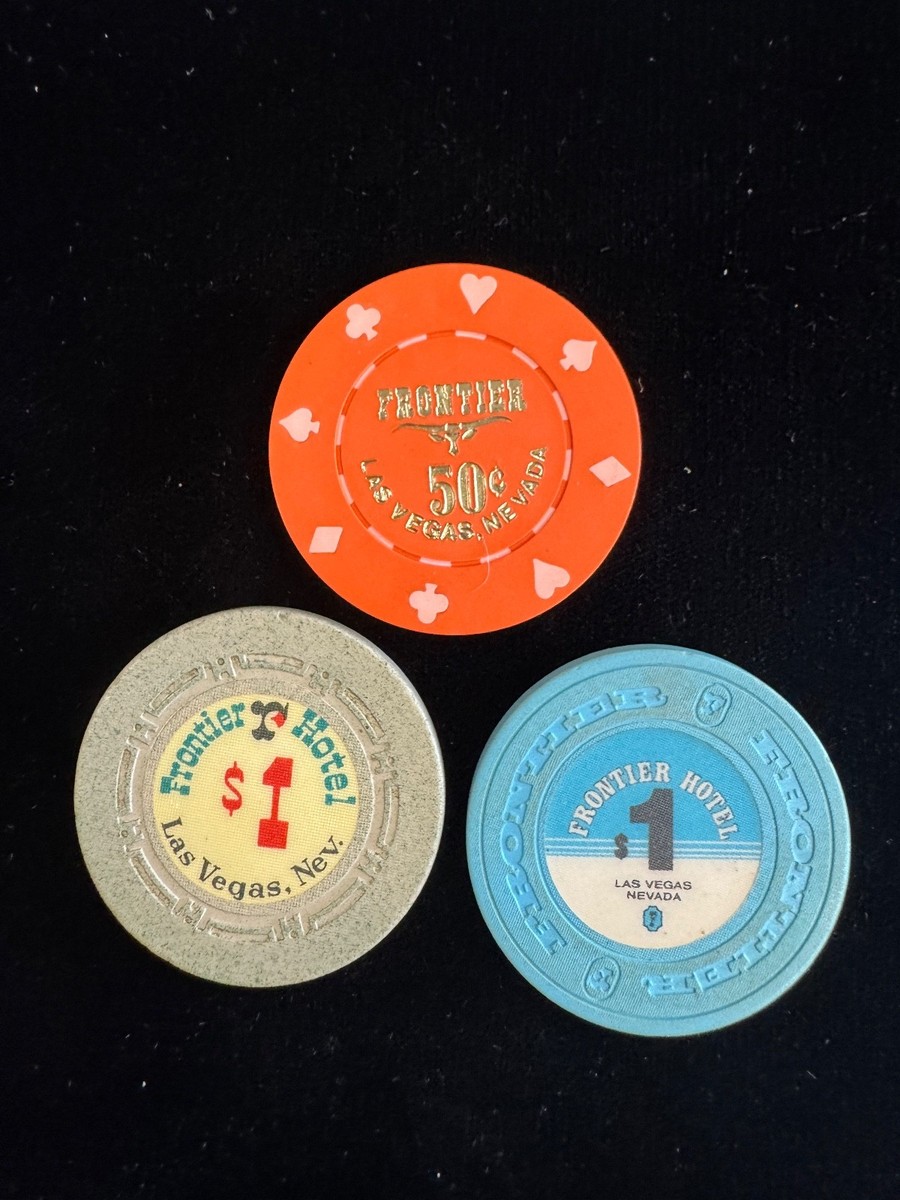 FRONTIER
50¢
LAS VEGAS, NEVADA
Frontier F Hotel
$1
Las Vegas, Nev.
FRONTIER
FRONTIER
FRONTIER
FRONTIER HOTEL
$1
LAS VEGAS
NEVADA